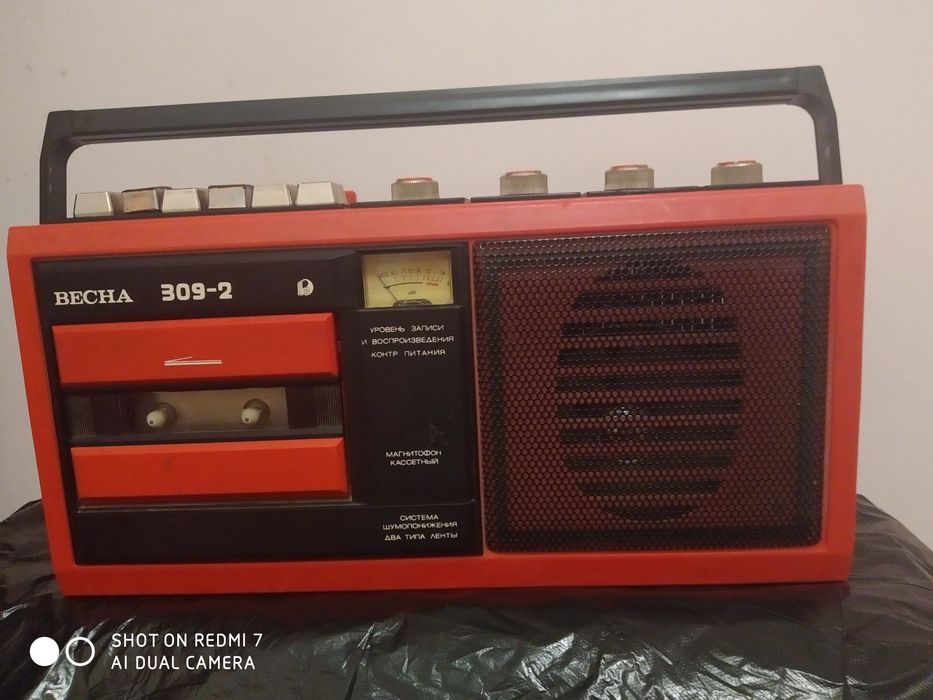 ВЕСНА 309-2
УРОВЕНЬ ЗАПИСИ
И ВОСПРОИЗВЕДЕНИЯ
КОНТР ПИТАНИЯ
МАГНИТОФОН
КАССЕТНЫЙ
СИСТЕМА
ШУМОПОНИЖЕНИЯ
ДВА ТИПА ЛЕНТЫ
SHOT ON REDMI 7
AI DUAL CAMERA